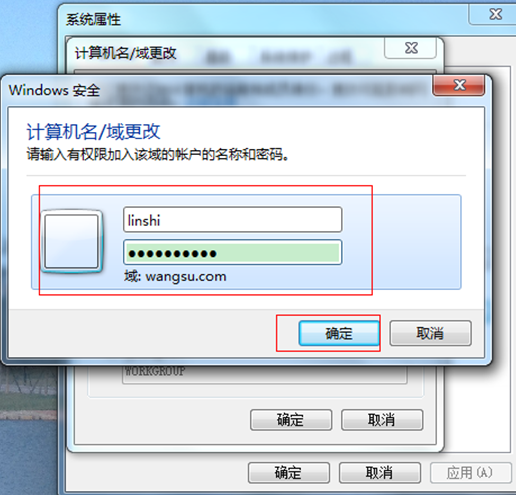 系统属性
计算机名/域更改
Windows 安全
计算机名/域更改
请输入有权限加入该域的帐户的名称和密码。
linshi
●●●●●●●●●●
域: wangsu.com
确定
取消
WORKGROUP
确定
取消
确定
取消
应用(A)